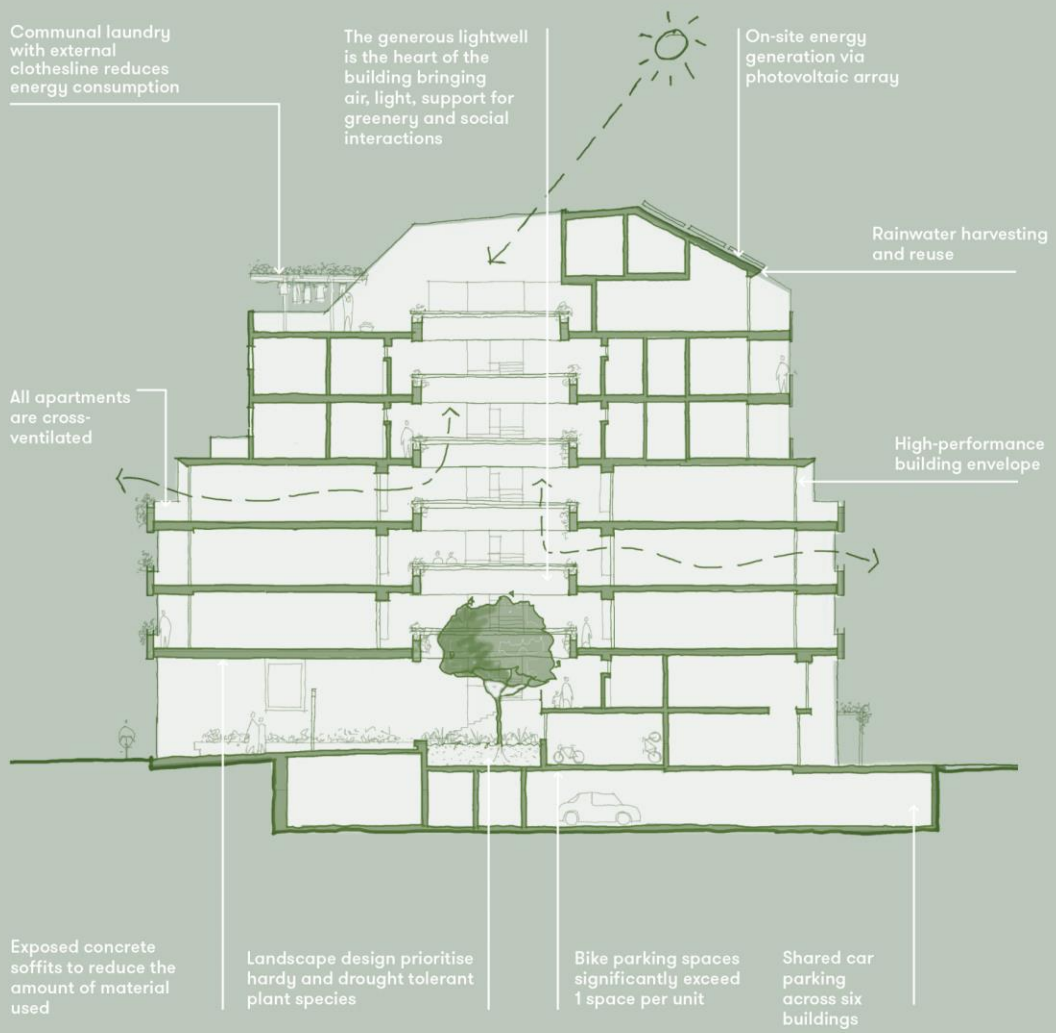 Communal laundry
with external
clothesline reduces
energy consumption
The generous lightwell
is the heart of the
building bringing
air, light, support for
greenery and social
interactions
On-site energy
generation via
photovoltaic array
Rainwater harvesting
and reuse
All apartments
are cross-
ventilated
High-performance
building envelope
Exposed concrete
soffits to reduce the
amount of material
used
Landscape design prioritise
hardy and drought tolerant
plant species
Bike parking spaces
significantly exceed
1 space per unit
Shared car
parking
across six
buildings